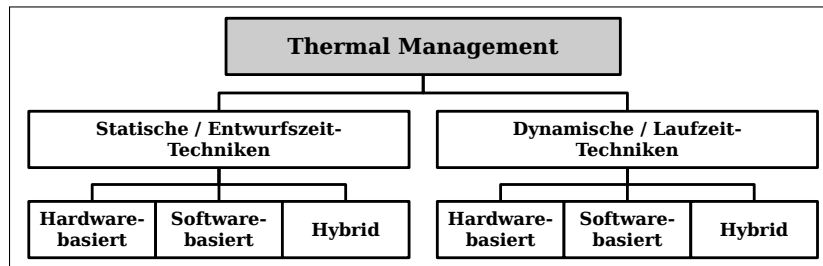 Thermal Management
Statische / Entwurfszeit-
Techniken
Dynamische / Laufzeit-
Techniken
Hardware-
basiert
Software-
basiert
Hybrid
Hardware-
basiert
Software-
basiert
Hybrid